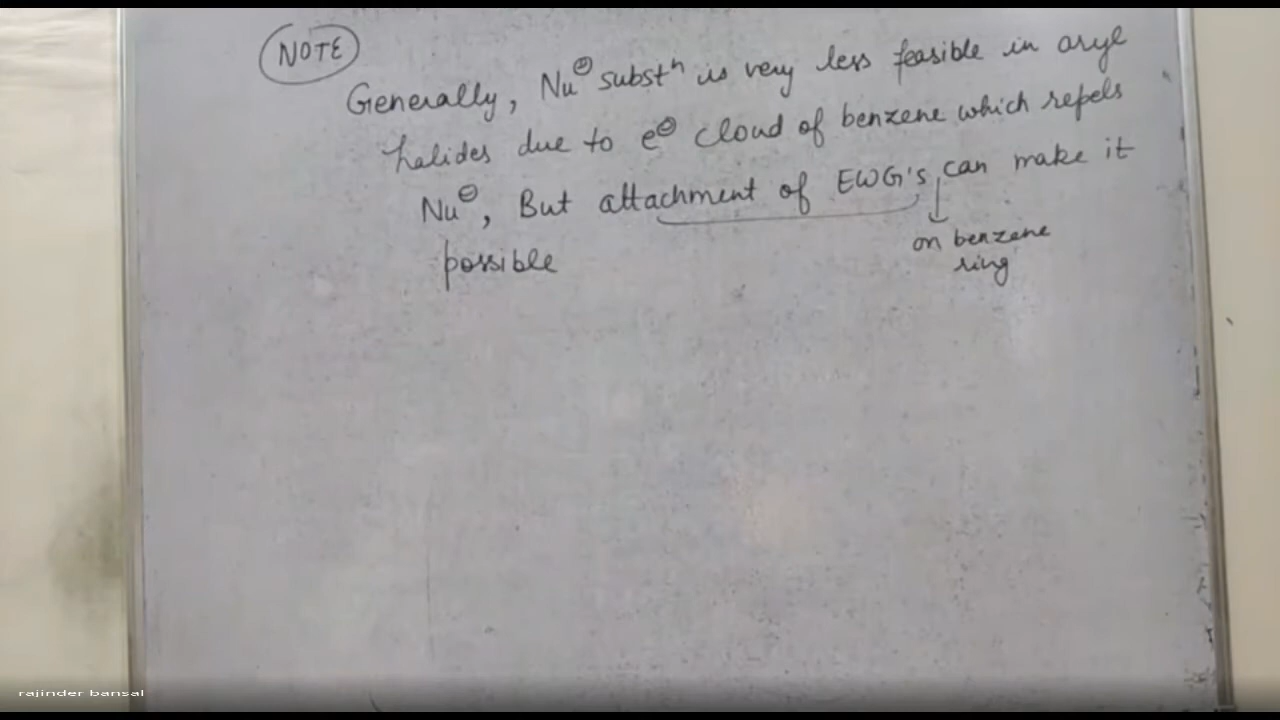 NOTE
Generally, Nu⊖ substⁿ is very less feasible in aryl
halides due to e⊖ cloud of benzene which repels
Nu⊖, But attachment of EWG's can make it
on benzene
ring
possible
rajinder bansal